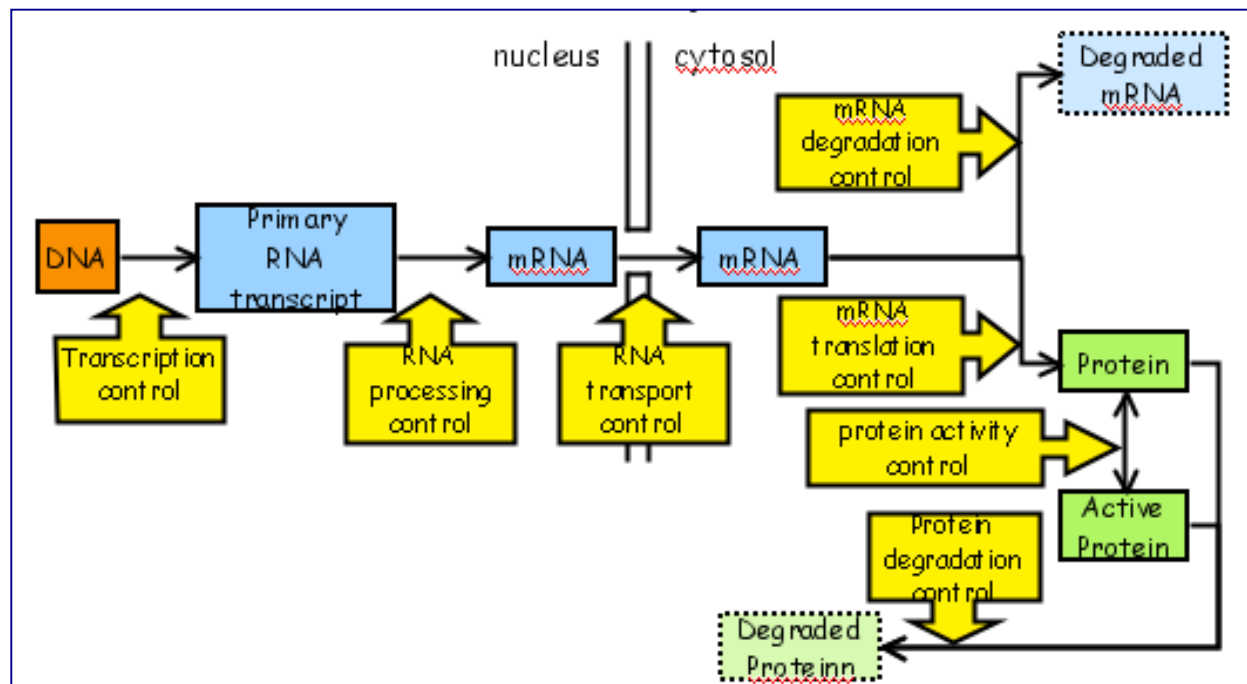 nucleus
cytosol
Degraded
mRNA
mRNA
degradation
control
DNA
Primary
RNA
transcript
mRNA
mRNA
Transcription
control
RNA
processing
control
RNA
transport
control
mRNA
translation
control
Protein
protein activity
control
Active
Protein
Protein
degradation
control
Degraded
Proteinn